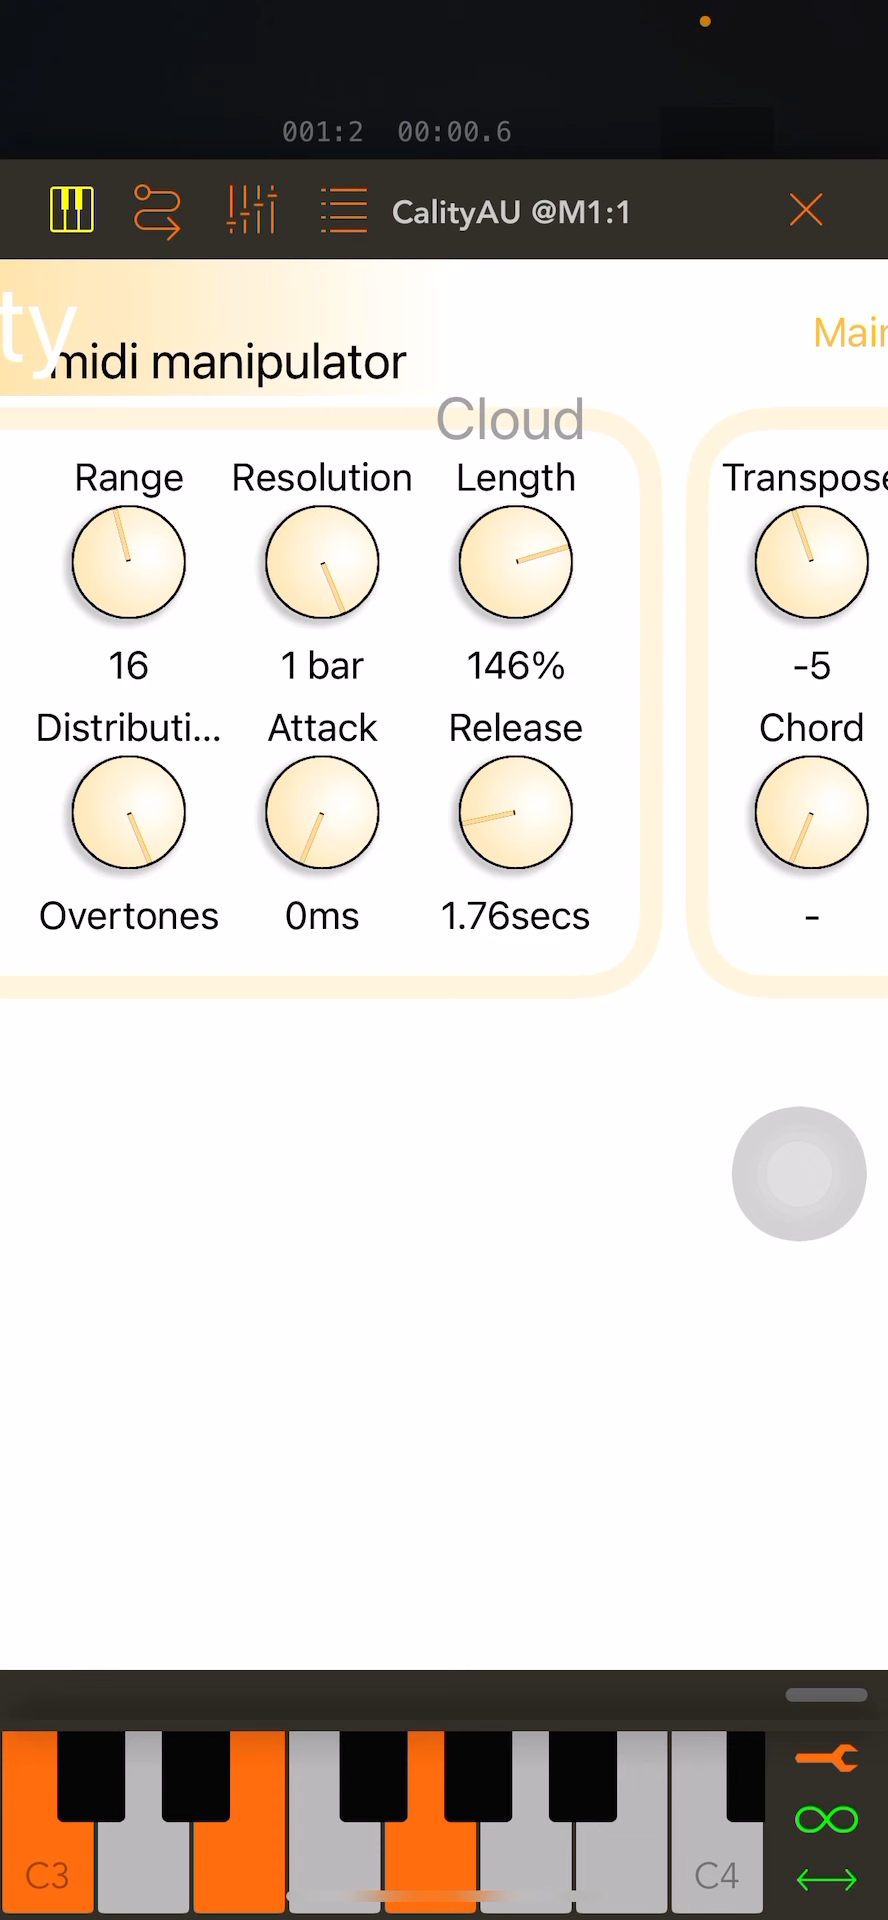 001:2 00:00.6
CalityAU @M1:1
ty
midi manipulator
Main
Cloud
Range Resolution Length Transpose
16 1 bar 146% -5
Distributi... Attack Release Chord
Overtones 0ms 1.76secs -
C3 C4